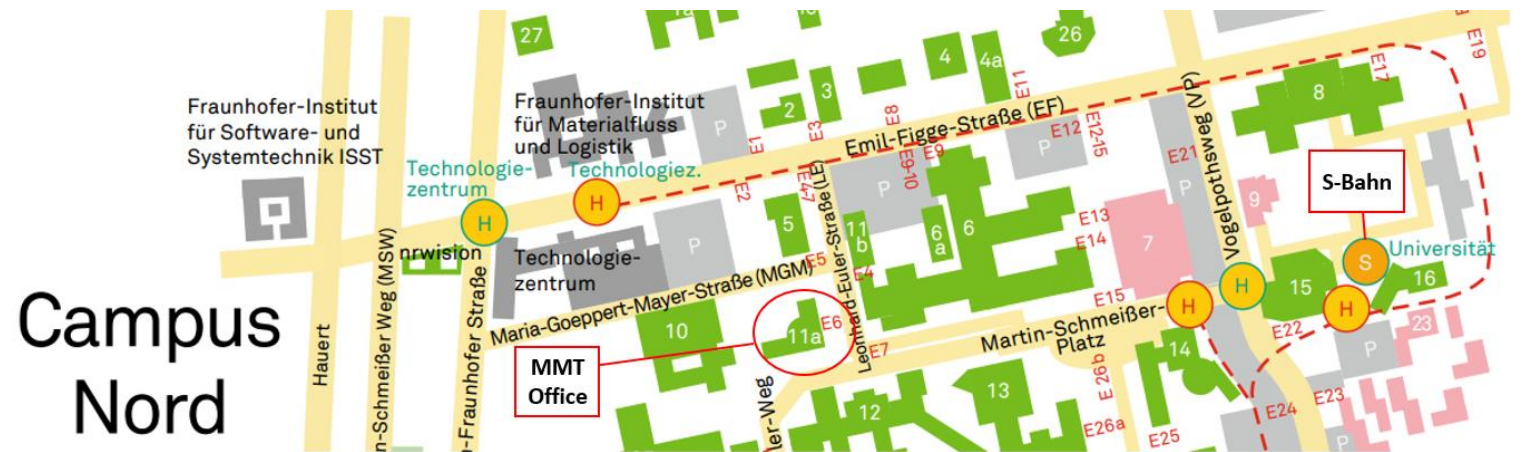 27
26
4
4a
3
2
8
E19
E17
E11
E8
E3
E1
P
Fraunhofer-Institut
für Software- und
Systemtechnik ISST
Fraunhofer-Institut
für Materialfluss
und Logistik
Technologie-
zentrum
Technologiez.
H
H
Emil-Figge-Straße (EF)
E12
E12-15
E9
E9-10
E2
E4-7
P
P
P
P
E21
Vogelpothsweg (VP)
9
S-Bahn
5
11
b
6
a
6
E13
E14
7
Leonhard-Euler-Straße (LE)
nrwision
Technologie-
zentrum
E5
E4
Maria-Goeppert-Mayer-Straße (MGM)
S
Universität
16
15
H
H
H
E15
E22
23
P
Campus
Nord
Hauert
n-Schmeißer Weg (MSW)
-Fraunhofer Straße
10
11a
E6
E7
MMT
Office
Martin-Schmeißer-
Platz
14
E 26b
13
12
ler-Weg
E26a
E25
E24
E23
P